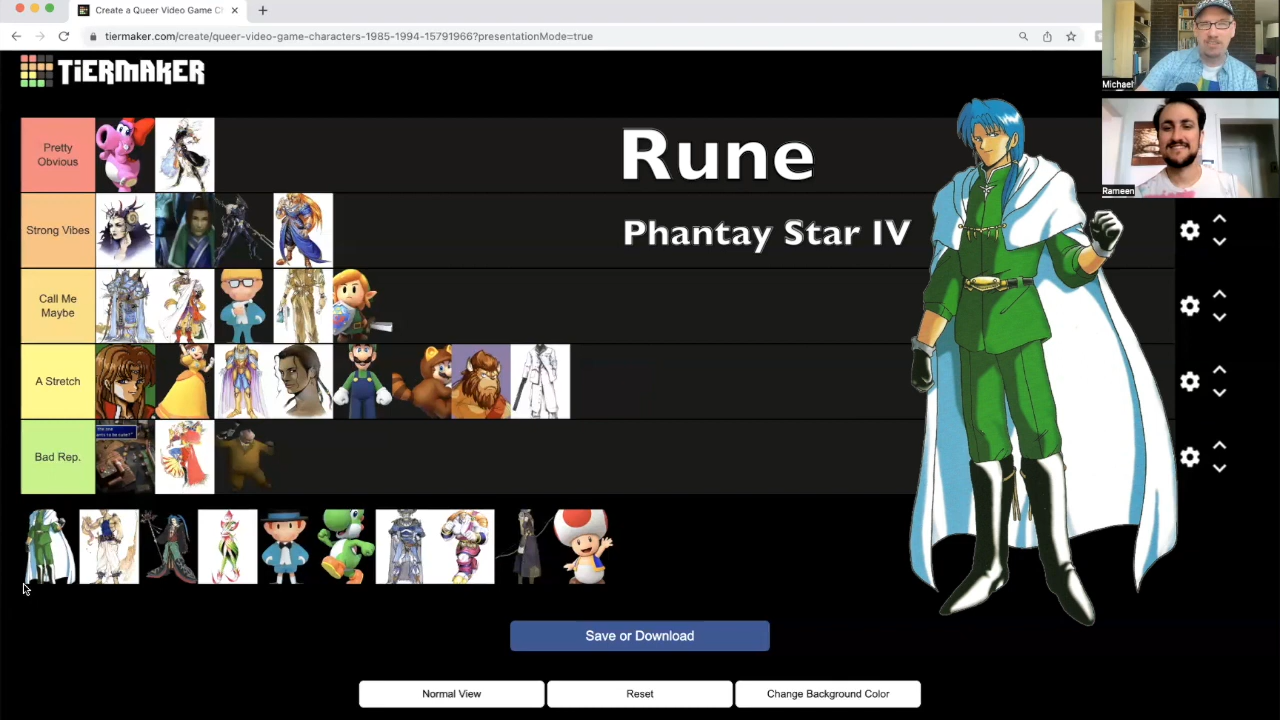 Create a Queer Video Game C
tiermaker.com/create/queer-video-game-characters-1985-1994-15791966?presentationMode=true
Michael
TiERMAKER
Pretty
Obvious
Rune
Rameen
Strong Vibes
Phantay Star IV
Call Me
Maybe
A Stretch
Bad Rep.
Save or Download
Normal View
Reset
Change Background Color